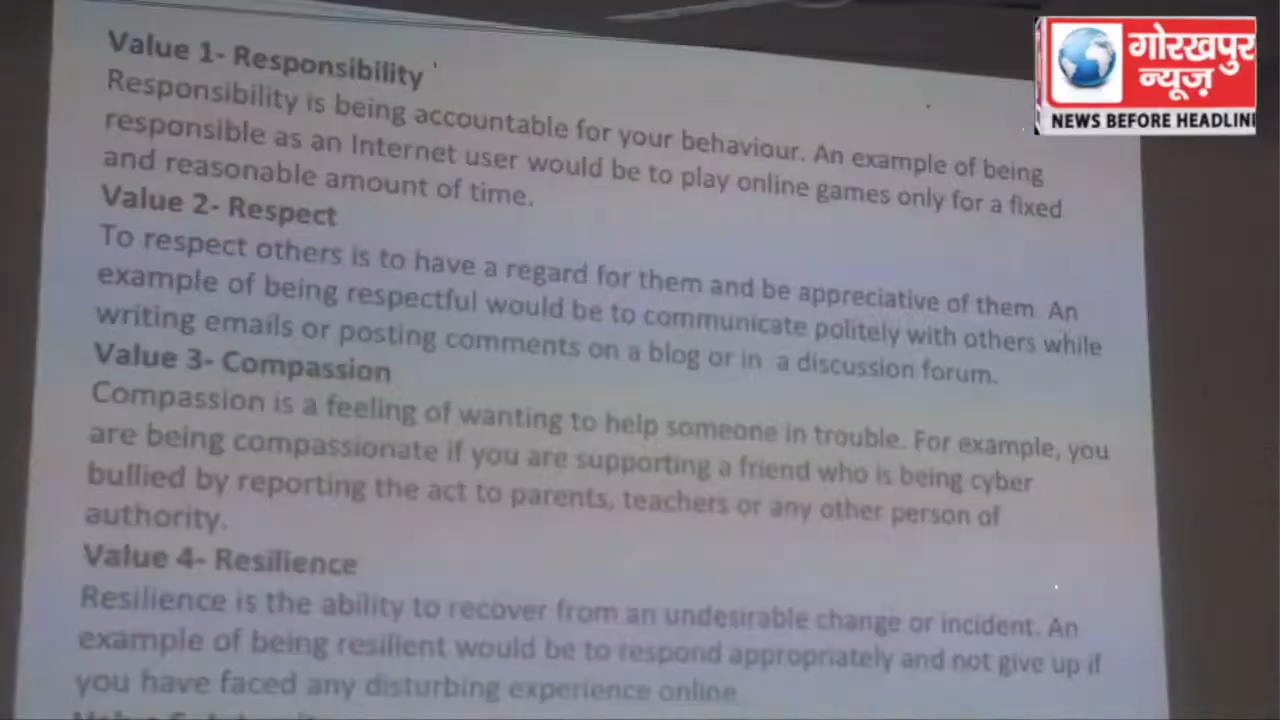 Value 1- Responsibility
Responsibility is being accountable for your behaviour. An example of being
responsible as an Internet user would be to play online games only for a fixed
and reasonable amount of time.
Value 2- Respect
To respect others is to have a regard for them and be appreciative of them. An
example of being respectful would be to communicate politely with others while
writing emails or posting comments on a blog or in a discussion forum.
Value 3- Compassion
Compassion is a feeling of wanting to help someone in trouble. For example, you
are being compassionate if you are supporting a friend who is being cyber
bullied by reporting the act to parents, teachers or any other person of
authority.
Value 4- Resilience
Resilience is the ability to recover from an undesirable change or incident. An
example of being resilient would be to respond appropriately and not give up if
you have faced any disturbing experience online
गोरखपुर
न्यूज़
NEWS BEFORE HEADLIN